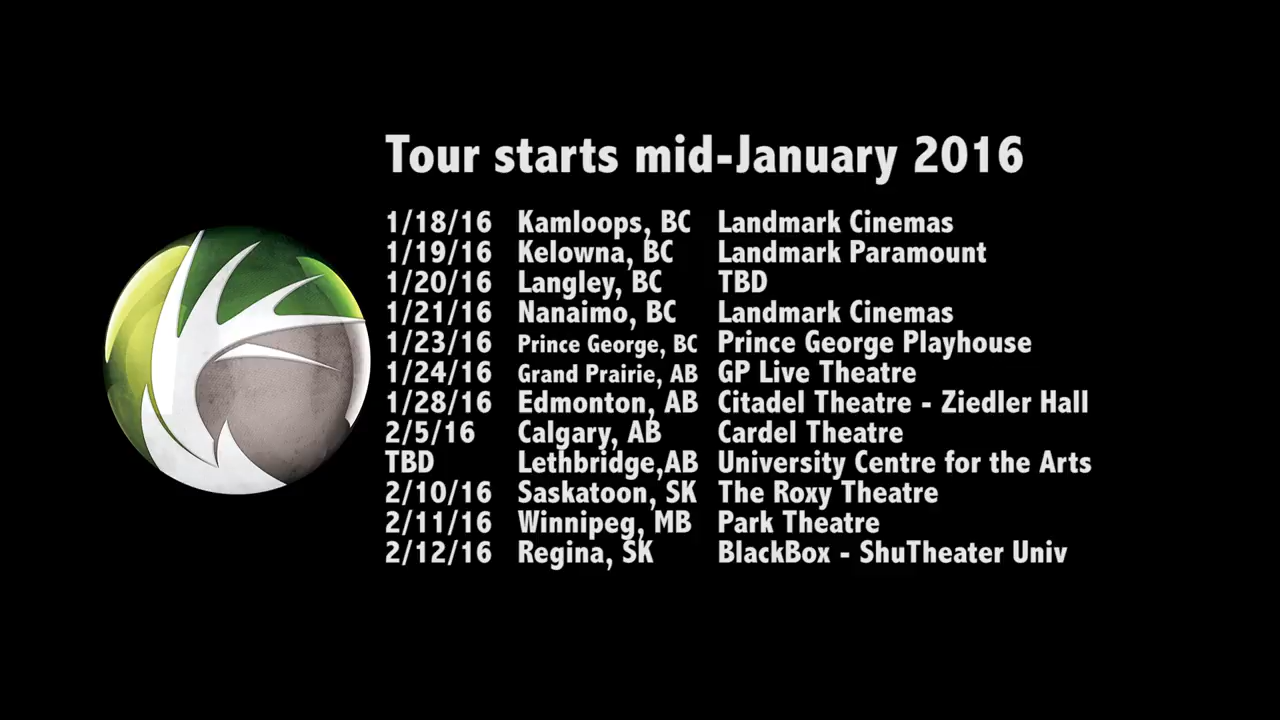 Tour starts mid-January 2016
1/18/16 Kamloops, BC Landmark Cinemas
1/19/16 Kelowna, BC Landmark Paramount
1/20/16 Langley, BC TBD
1/21/16 Nanaimo, BC Landmark Cinemas
1/23/16 Prince George, BC Prince George Playhouse
1/24/16 Grand Prairie, AB GP Live Theatre
1/28/16 Edmonton, AB Citadel Theatre - Ziedler Hall
2/5/16 Calgary, AB Cardel Theatre
TBD Lethbridge,AB University Centre for the Arts
2/10/16 Saskatoon, SK The Roxy Theatre
2/11/16 Winnipeg, MB Park Theatre
2/12/16 Regina, SK BlackBox - ShuTheater Univ